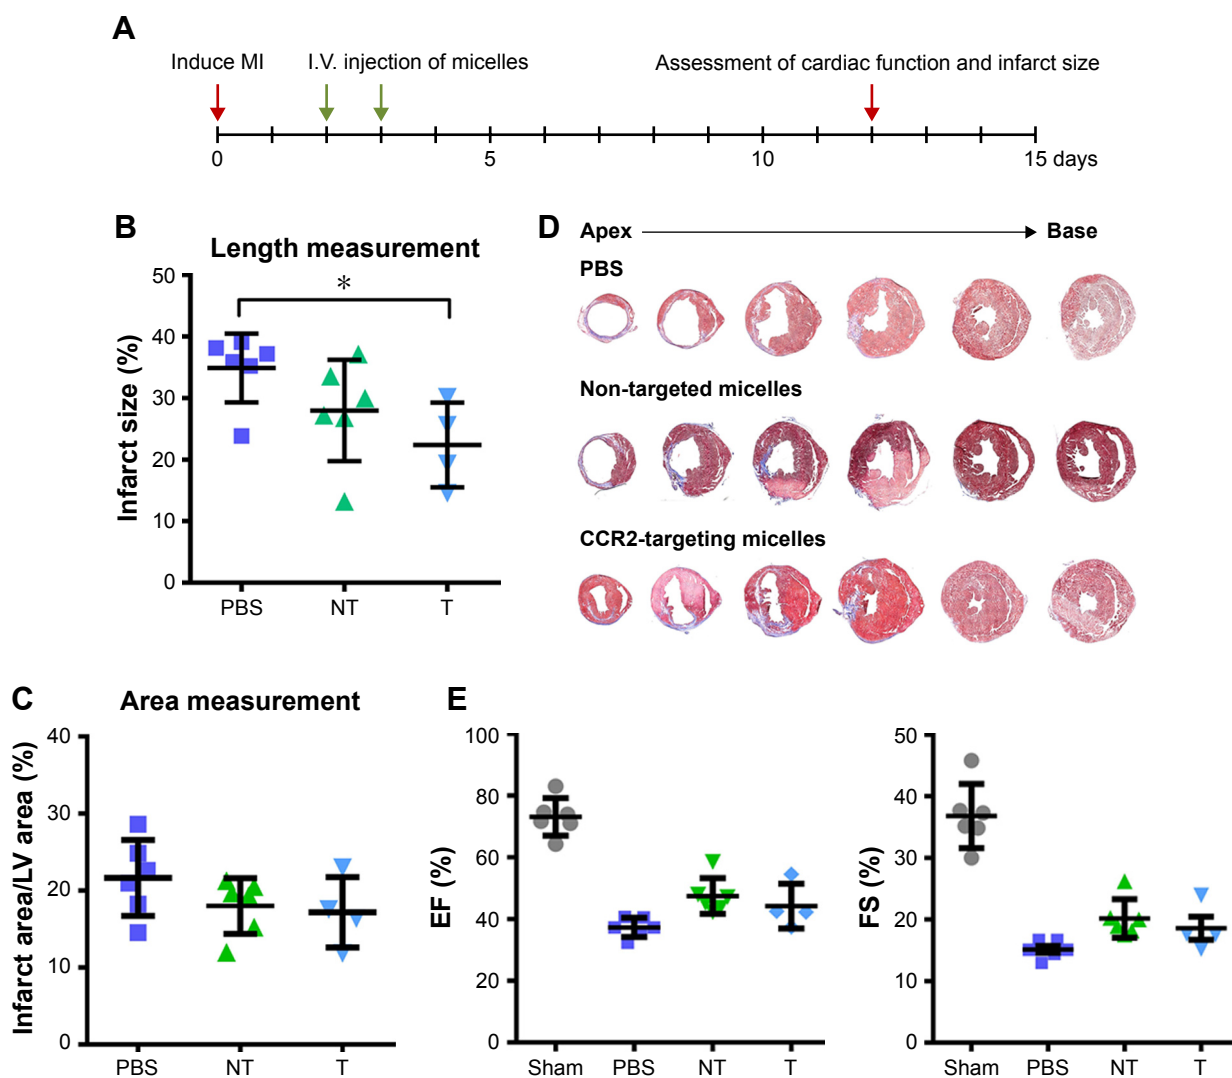 A
Induce MI
I.V. injection of micelles
Assessment of cardiac function and infarct size
0
5
10
15 days
B
Length measurement
Infarct size (%)
50
40
30
20
10
0
*
PBS
NT
T
D
Apex
Base
PBS
Non-targeted micelles
CCR2-targeting micelles
C
Area measurement
Infarct area/LV area (%)
40
30
20
10
0
PBS
NT
T
E
EF (%)
100
80
60
40
20
0
Sham
PBS
NT
T
FS (%)
50
40
30
20
10
0
Sham
PBS
NT
T